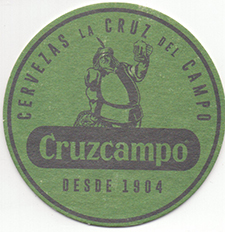 CERVEZAS LA CRUZ DEL CAMPO
Cruzcampo
DESDE 1904